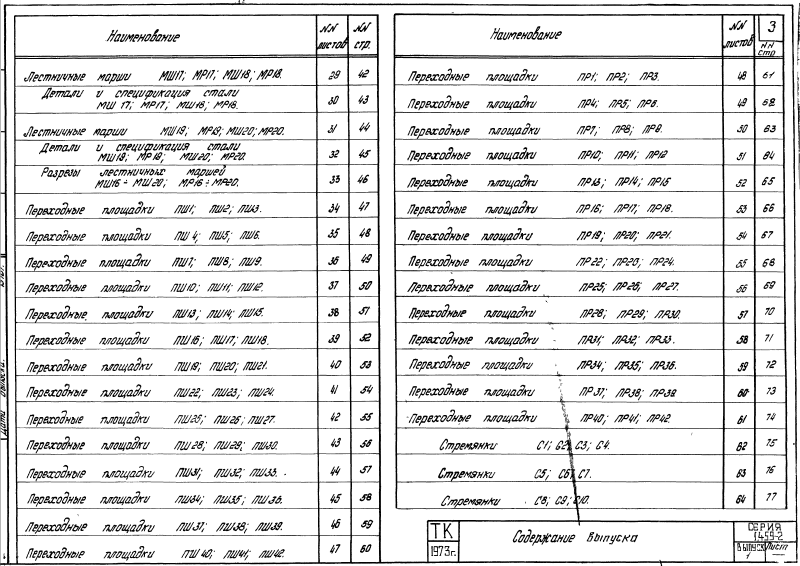 Наименование NN листов NN стр.
Лестничные марши МШ17; МР17; МШ18; МР18. 29 42
Детали и спецификация стали
МШ 17; МР17; МШ18; МР18. 30 43
Лестничные марши МШ19; МР19; МШ20; МР20. 31 44
Детали и спецификация стали
МШ19; МР19; МШ20; МР20. 32 45
Разрезы лестничных маршей
МШ16 ÷ МШ20; МР16 ÷ МР20. 33 46
Переходные площадки ПШ1; ПШ2; ПШ3. 34 47
Переходные площадки ПШ 4; ПШ5; ПШ6. 35 48
Переходные площадки ПШ7; ПШ8; ПШ9. 36 49
Переходные площадки ПШ10; ПШ11; ПШ12. 37 50
Переходные площадки ПШ13; ПШ14; ПШ15. 38 51
Переходные площадки ПШ16; ПШ17; ПШ18. 39 52
Переходные площадки ПШ19; ПШ20; ПШ21. 40 53
Переходные площадки ПШ22; ПШ23; ПШ24. 41 54
Переходные площадки ПШ25; ПШ26; ПШ27. 42 55
Переходные площадки ПШ28; ПШ29; ПШ30. 43 56
Переходные площадки ПШ31; ПШ32; ПШ33. 44 57
Переходные площадки ПШ34; ПШ35; ПШ36. 45 58
Переходные площадки ПШ37; ПШ38; ПШ39. 46 59
Переходные площадки ПШ 40; ПШ41; ПШ42. 47 60
3
Наименование NN листов NN стр
Переходные площадки ПР1; ПР2; ПР3. 48 61
Переходные площадки ПР4; ПР5; ПР6. 49 62
Переходные площадки ПР7; ПР8; ПР9. 50 63
Переходные площадки ПР10; ПР11; ПР12 51 64
Переходные площадки ПР13; ПР14; ПР15 52 65
Переходные площадки ПР16; ПР17; ПР18. 53 66
Переходные площадки ПР19; ПР20; ПР21. 54 67
Переходные площадки ПР22; ПР23; ПР24. 55 68
Переходные площадки ПР25; ПР26; ПР27. 56 69
Переходные площадки ПР28; ПР29; ПР30. 57 70
Переходные площадки ПР31; ПР32; ПР33. 58 71
Переходные площадки ПР34; ПР35; ПР36. 59 72
Переходные площадки ПР37; ПР38; ПР39. 60 73
Переходные площадки ПР40; ПР41; ПР42. 61 74
Стремянки С1; С2; С3; С4. 62 75
Стремянки С5; С6; С7. 63 76
Стремянки С8; С9; С10. 64 77
ТК
1973г.
Содержание выпуска
СЕРИЯ
1.459-2
Выпуск Лист
1 —
Дата выпуска.